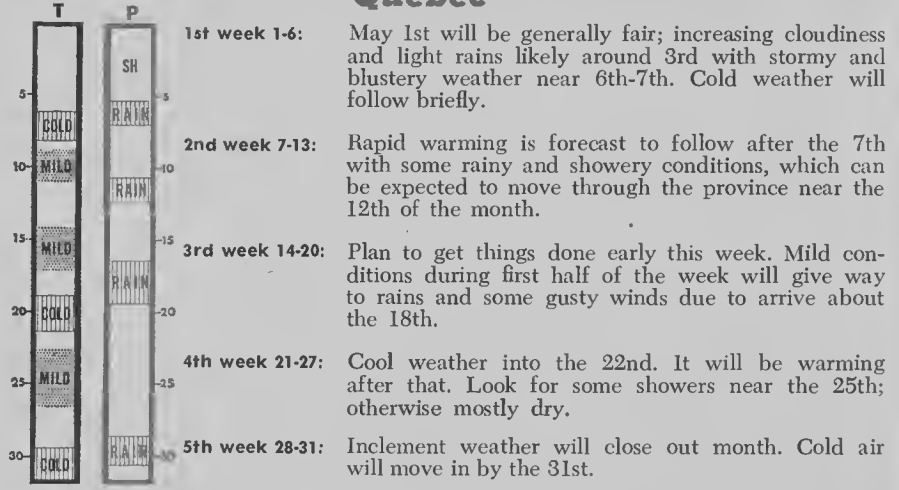 Quebec
T P
1st week 1-6: May 1st will be generally fair; increasing cloudiness
and light rains likely around 3rd with stormy and
blustery weather near 6th-7th. Cold weather will
follow briefly.
2nd week 7-13: Rapid warming is forecast to follow after the 7th
with some rainy and showery conditions, which can
be expected to move through the province near the
12th of the month.
3rd week 14-20: Plan to get things done early this week. Mild con-
ditions during first half of the week will give way
to rains and some gusty winds due to arrive about
the 18th.
4th week 21-27: Cool weather into the 22nd. It will be warming
after that. Look for some showers near the 25th;
otherwise mostly dry.
5th week 28-31: Inclement weather will close out month. Cold air
will move in by the 31st.
5-
COLD
MILD
10-
15-
MILD
20-
COLD
25-
MILD
30-
COLD
SH
-5
RAIN
-10
RAIN
-15
RAIN
-20
-25
RAIN
-30